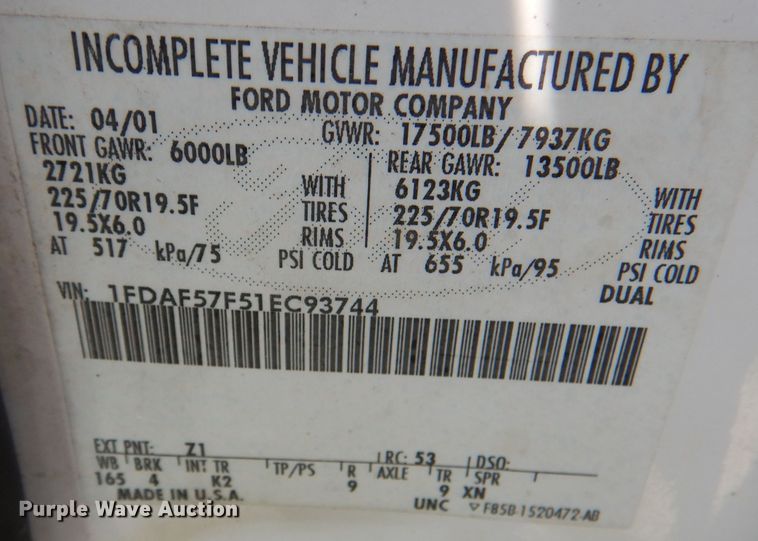 INCOMPLETE VEHICLE MANUFACTURED BY
FORD MOTOR COMPANY
DATE: 04/01 GVWR: 17500LB/ 7937KG
FRONT GAWR: 6000LB REAR GAWR: 13500LB
2721KG WITH 6123KG WITH
225/70R19.5F TIRES 225/70R19.5F TIRES
19.5X6.0 RIMS 19.5X6.0 RIMS
AT 517 kPa/75 PSI COLD AT 655 kPa/95 PSI COLD
DUAL
VIN: 1FDAF57F51EC93744
EXT PNT: Z1 RC: 53 DSO:
WB BRK INT TR TP/PS R AXLE TR SPR
165 4 K2 9 9 XN
MADE IN U.S.A. UNC F85B-1520472-AB
Purple Wave Auction